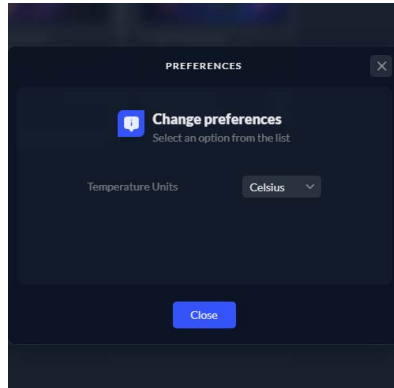 PREFERENCES
Change preferences
Select an option from the list
Temperature Units
Celsius
Close